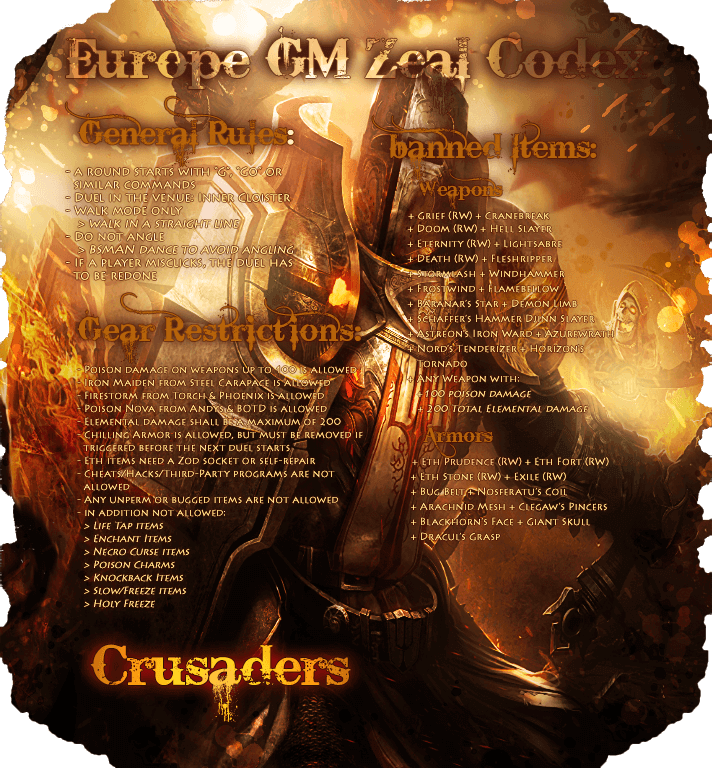 Europe GM Zeal Codex
General Rules:
- A ROUND STARTS WITH "G", "GO" OR
SIMILAR COMMANDS
- DUEL IN THE VENUE: INNER CLOISTER
- WALK MODE ONLY
> WALK IN A STRAIGHT LINE
- DO NOT ANGLE
> BSMAN DANCE TO AVOID ANGLING
- IF A PLAYER MISCLICKS, THE DUEL HAS
TO BE REDONE
Gear Restrictions:
- POISON DAMAGE ON WEAPONS UP TO 100 IS ALLOWED
- IRON MAIDEN FROM STEEL CARAPACE IS ALLOWED
- FIRESTORM FROM TORCH & PHOENIX IS ALLOWED
- POISON NOVA FROM ANDYS & BOTD IS ALLOWED
- ELEMENTAL DAMAGE SHALL BE A MAXIMUM OF 200
- CHILLING ARMOR IS ALLOWED, BUT MUST BE REMOVED IF
TRIGGERED BEFORE THE NEXT DUEL STARTS
- ETH ITEMS NEED A ZOD SOCKET OR SELF-REPAIR
- CHEATS/HACKS/THIRD-PARTY PROGRAMS ARE NOT
ALLOWED
- ANY UNPERM OR BUGGED ITEMS ARE NOT ALLOWED
- IN ADDITION NOT ALLOWED:
> LIFE TAP ITEMS
> ENCHANT ITEMS
> NECRO CURSE ITEMS
> POISON CHARMS
> KNOCKBACK ITEMS
> SLOW/FREEZE ITEMS
> HOLY FREEZE
banned Items:
Weapons
+ GRIEF (RW) + CRANEBREAK
+ DOOM (RW) + HELL SLAYER
+ ETERNITY (RW) + LIGHTSABRE
+ DEATH (RW) + FLESHRIPPER
+ STORMLASH + WINDHAMMER
+ FROSTWIND + FLAMEBELLOW
+ BARANAR'S STAR + DEMON LIMB
+ SCHAFFER'S HAMMER DJINN SLAYER
+ ASTREON'S IRON WARD + AZUREWRATH
+ NORD'S TENDERIZER + HORIZON'S
TORNADO
+ ANY WEAPON WITH:
+100 POISON DAMAGE
+ 200 TOTAL ELEMENTAL DAMAGE
Armors
+ ETH PRUDENCE (RW) + ETH FORT (RW)
+ ETH STONE (RW) + EXILE (RW)
+ BUGIBELT + NOSFERATU'S COIL
+ ARACHNID MESH + CLEGAW'S PINCERS
+ BLACKHORN'S FACE + GIANT SKULL
+ DRACUL'S GRASP
Crusaders